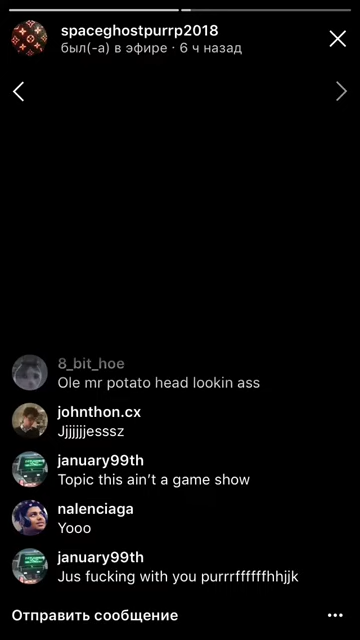 spaceghostpurrp2018
был(-а) в эфире · 6 ч назад
8_bit_hoe
Ole mr potato head lookin ass
johnthon.cx
Jjjjjjjesssz
january99th
Topic this ain’t a game show
nalenciaga
Yooo
january99th
Jus fucking with you purrrffffffhhjjk
Отправить сообщение